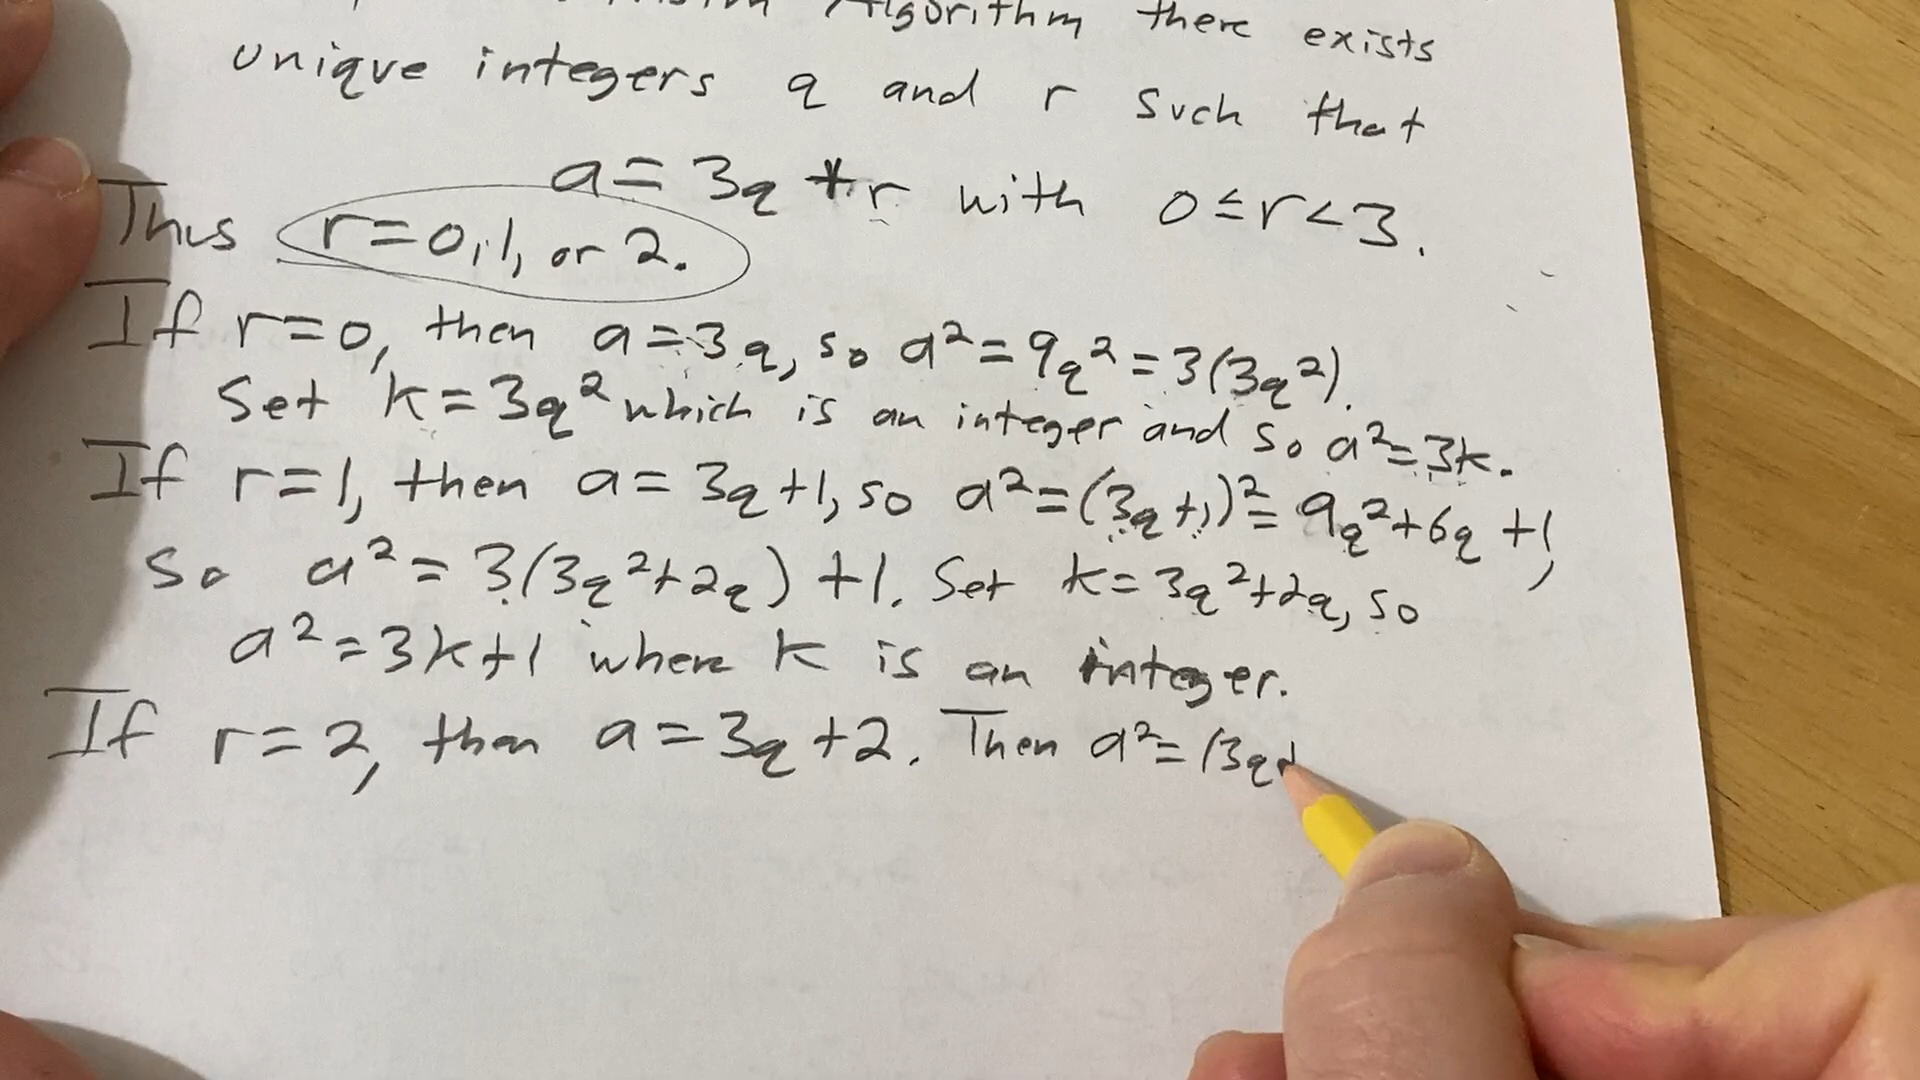 Algorithm there exists
unique integers q and r such that
a = 3q + r with 0 ≤ r < 3.
Thus r = 0, 1, or 2.
If r = 0, then a = 3q, so a² = 9q² = 3(3q²).
Set k = 3q² which is an integer and so a² = 3k.
If r = 1, then a = 3q + 1, so a² = (3q + 1)² = 9q² + 6q + 1,
So a² = 3(3q² + 2q) + 1. Set k = 3q² + 2q, so
a² = 3k + 1 where k is an integer.
If r = 2, then a = 3q + 2. Then a² = (3q+